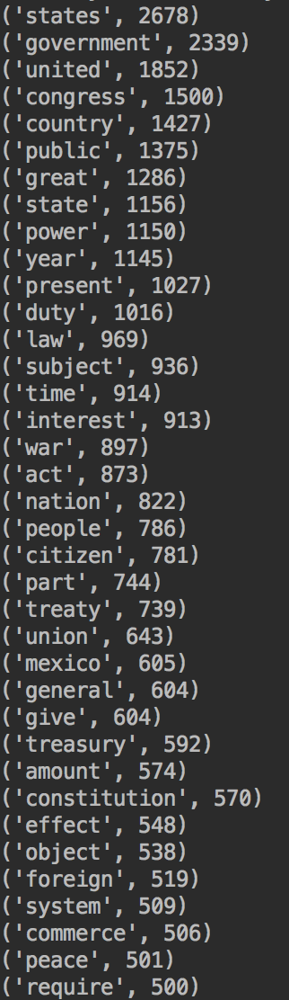 ('states', 2678)
('government', 2339)
('united', 1852)
('congress', 1500)
('country', 1427)
('public', 1375)
('great', 1286)
('state', 1156)
('power', 1150)
('year', 1145)
('present', 1027)
('duty', 1016)
('law', 969)
('subject', 936)
('time', 914)
('interest', 913)
('war', 897)
('act', 873)
('nation', 822)
('people', 786)
('citizen', 781)
('part', 744)
('treaty', 739)
('union', 643)
('mexico', 605)
('general', 604)
('give', 604)
('treasury', 592)
('amount', 574)
('constitution', 570)
('effect', 548)
('object', 538)
('foreign', 519)
('system', 509)
('commerce', 506)
('peace', 501)
('require', 500)